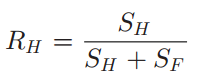 R_H = \frac{S_H}{S_H + S_F}